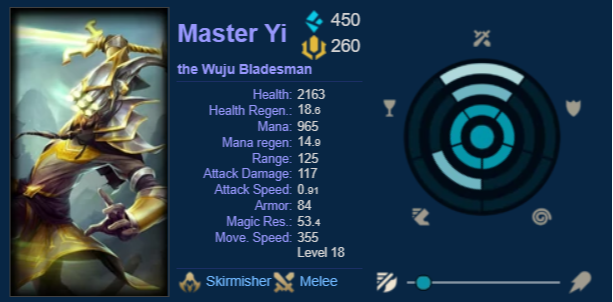 Master Yi
450
260
the Wuju Bladesman
Health: 2163
Health Regen.: 18.6
Mana: 965
Mana regen: 14.9
Range: 125
Attack Damage: 117
Attack Speed: 0.91
Armor: 84
Magic Res.: 53.4
Move. Speed: 355
Level 18
Skirmisher Melee